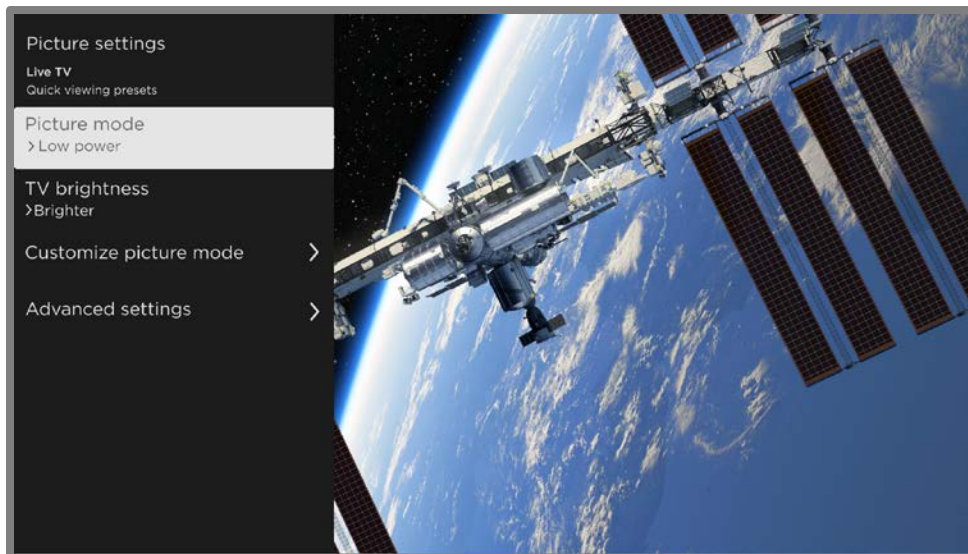 Picture settings
Live TV
Quick viewing presets
Picture mode
>Low power
TV brightness
>Brighter
Customize picture mode >
Advanced settings >